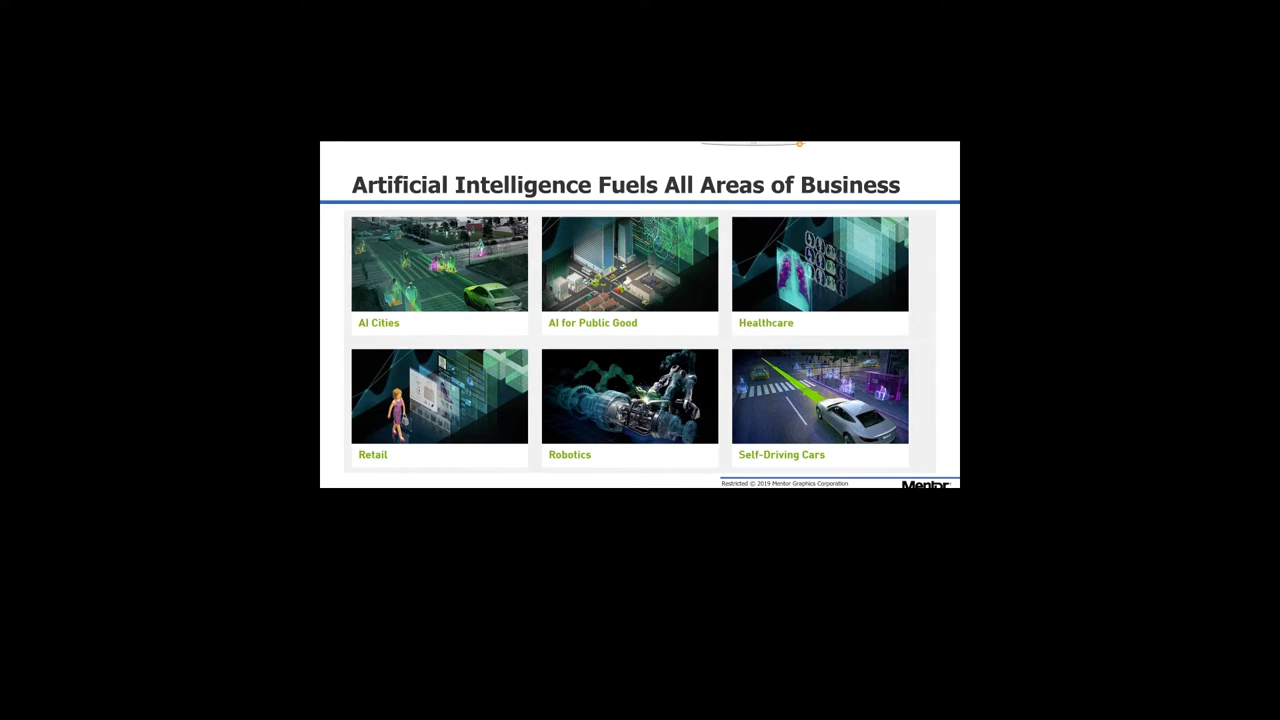 Artificial Intelligence Fuels All Areas of Business
AI Cities
AI for Public Good
Healthcare
Retail
Robotics
Self-Driving Cars
Restricted © 2019 Mentor Graphics Corporation
Mentor